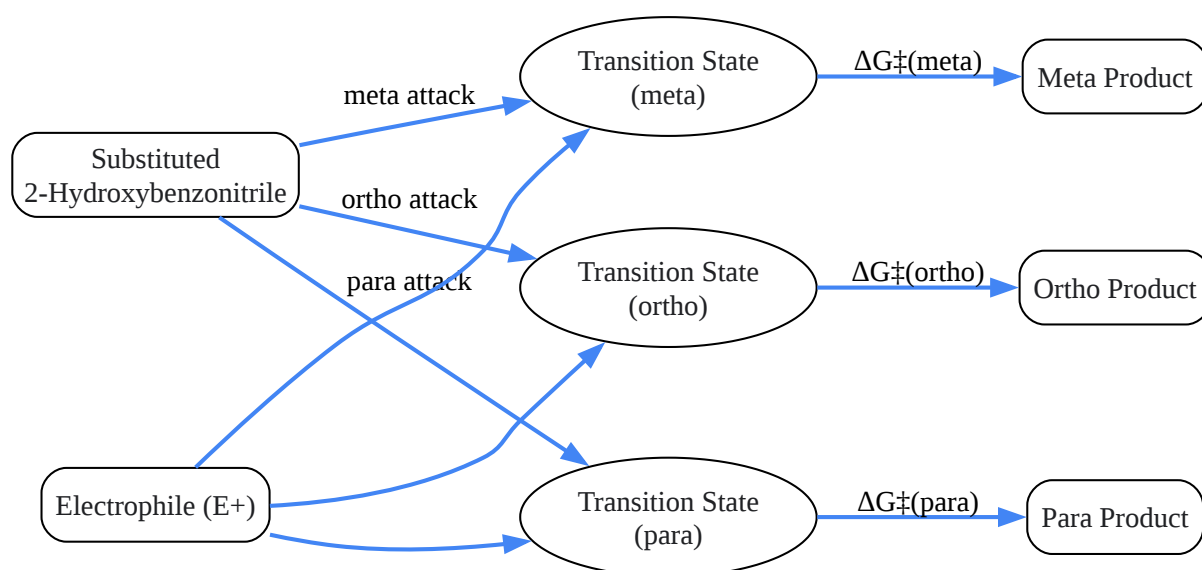 Transition State
(meta)
ΔG‡(meta)
Meta Product
meta attack
Substituted
2-Hydroxybenzonitrile
ortho attack
Transition State
(ortho)
ΔG‡(ortho)
Ortho Product
para attack
Electrophile (E+)
Transition State
(para)
ΔG‡(para)
Para Product